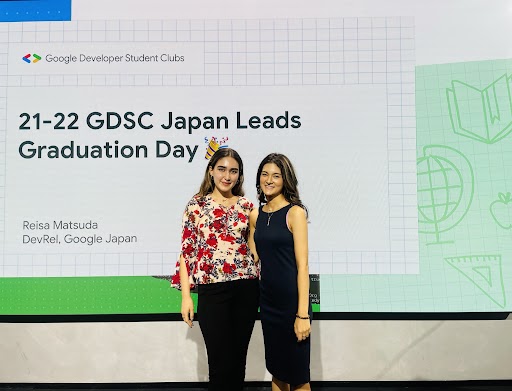 Google Developer Student Clubs
21-22 GDSC Japan Leads
Graduation Day
Reisa Matsuda
DevRel, Google Japan